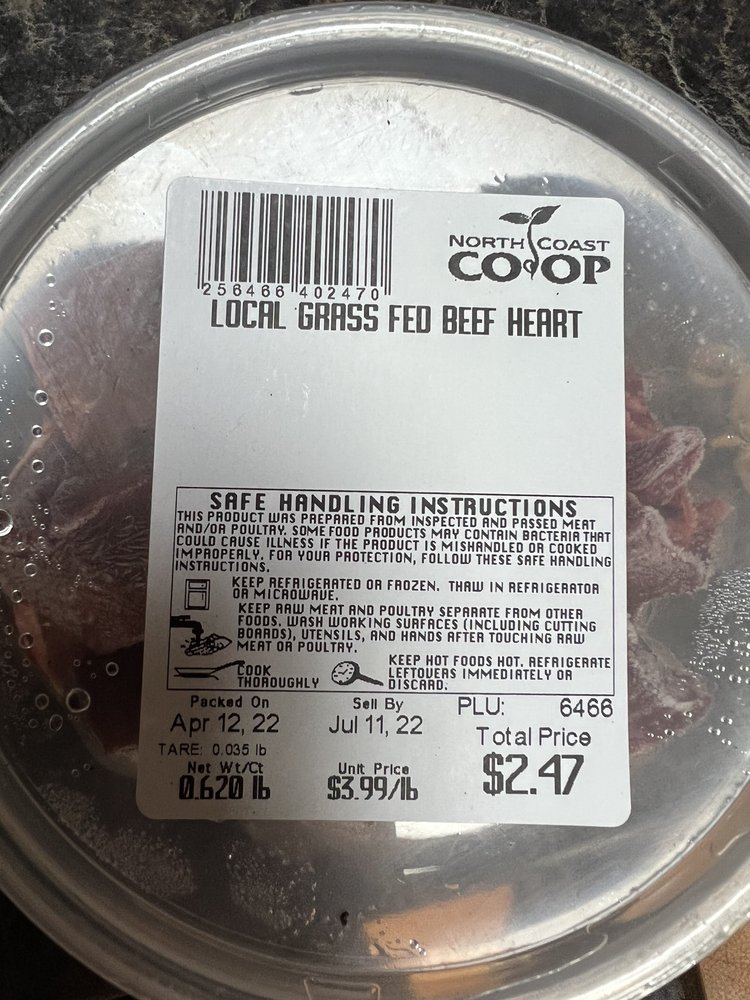 256466 402470
NORTH COAST
CO-OP
LOCAL GRASS FED BEEF HEART
SAFE HANDLING INSTRUCTIONS
THIS PRODUCT WAS PREPARED FROM INSPECTED AND PASSED MEAT
AND/OR POULTRY. SOME FOOD PRODUCTS MAY CONTAIN BACTERIA THAT
COULD CAUSE ILLNESS IF THE PRODUCT IS MISHANDLED OR COOKED
IMPROPERLY. FOR YOUR PROTECTION, FOLLOW THESE SAFE HANDLING
INSTRUCTIONS.
KEEP REFRIGERATED OR FROZEN. THAW IN REFRIGERATOR
OR MICROWAVE.
KEEP RAW MEAT AND POULTRY SEPARATE FROM OTHER
FOODS. WASH WORKING SURFACES (INCLUDING CUTTING
BOARDS), UTENSILS, AND HANDS AFTER TOUCHING RAW
MEAT OR POULTRY.
COOK
THOROUGHLY
KEEP HOT FOODS HOT. REFRIGERATE
LEFTOVERS IMMEDIATELY OR
DISCARD.
Packed On
Apr 12, 22
Sell By
Jul 11, 22
PLU: 6466
TARE: 0.035 lb
Total Price
$2.47
Net Wt/Ct
0.620 lb
Unit Price
$3.99/lb